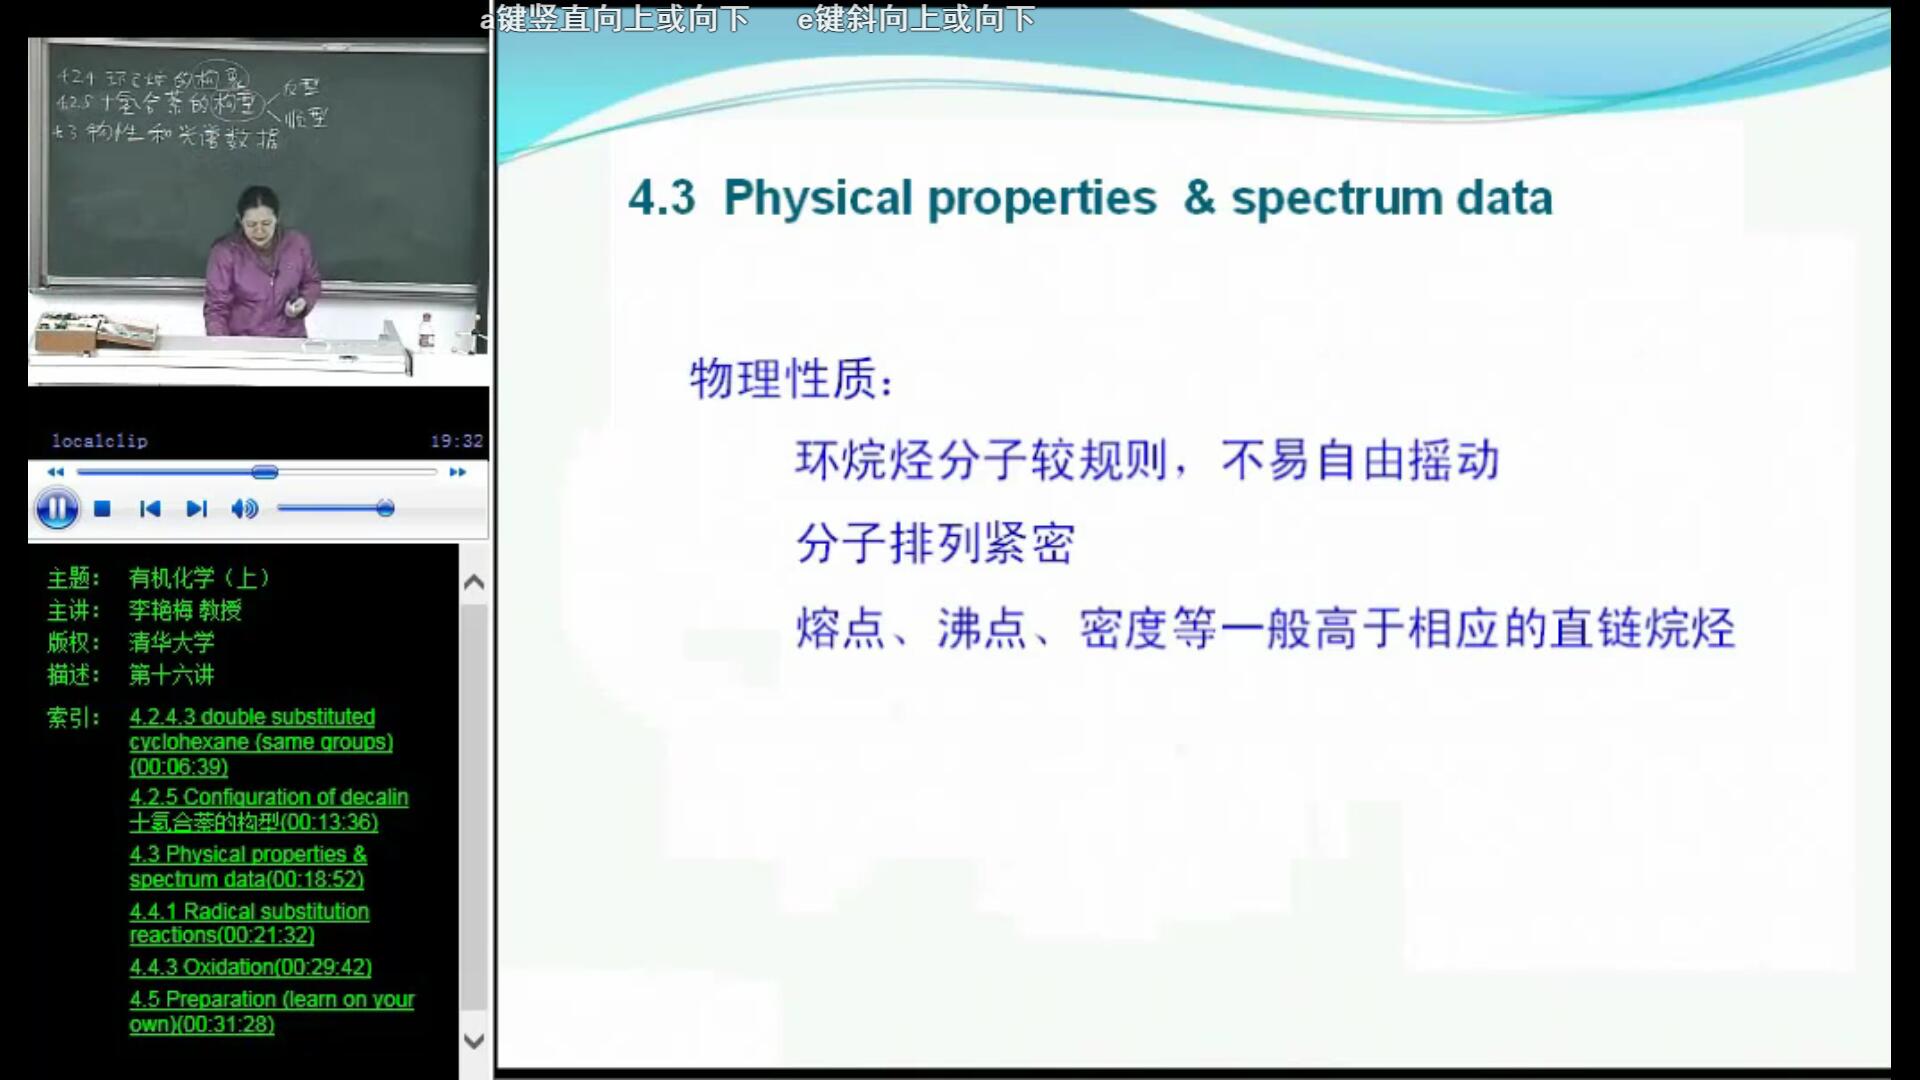 a键竖直向上或向下 e键斜向上或向下
4.2.4 环己烷的构象
4.2.5 十氢合萘的构型
反型
顺型
4.3 物性和光谱数据
localclip 19:32
主题: 有机化学(上)
主讲: 李艳梅 教授
版权: 清华大学
描述: 第十六讲
索引: 4.2.4.3 double substituted
cyclohexane (same groups)
(00:06:39)
4.2.5 Configuration of decalin
十氢合萘的构型(00:13:36)
4.3 Physical properties &
spectrum data(00:18:52)
4.4.1 Radical substitution
reactions(00:21:32)
4.4.3 Oxidation(00:29:42)
4.5 Preparation (learn on your
own)(00:31:28)
4.3 Physical properties & spectrum data
物理性质:
环烷烃分子较规则，不易自由摇动
分子排列紧密
熔点、沸点、密度等一般高于相应的直链烷烃